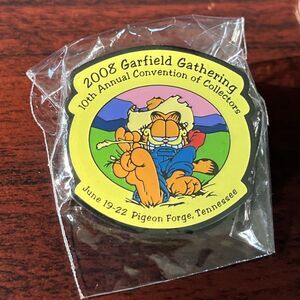 2008 Garfield Gathering
10th Annual Convention of Collectors
June 19-22 Pigeon Forge, Tennessee